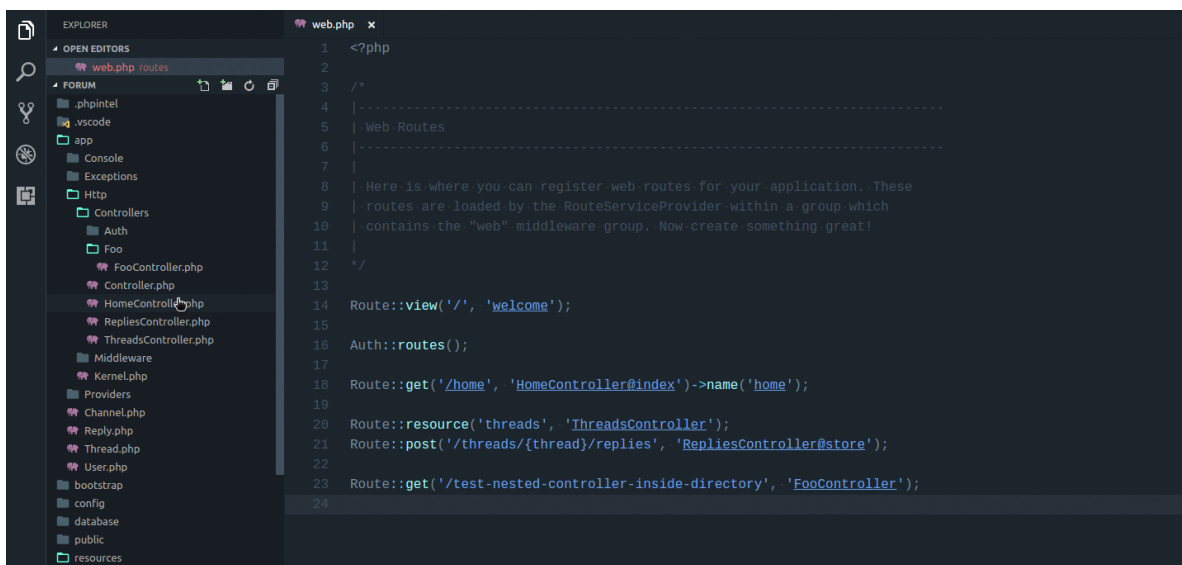 EXPLORER
OPEN EDITORS
web.php routes
FORUM
.phpintel
.vscode
app
Console
Exceptions
Http
Controllers
Auth
Foo
FooController.php
Controller.php
HomeController.php
RepliesController.php
ThreadsController.php
Middleware
Kernel.php
Providers
Channel.php
Reply.php
Thread.php
User.php
bootstrap
config
database
public
resources
web.php x
1 <?php
2
3 /*
4 |--------------------------------------------------------------------------
5 | Web Routes
6 |--------------------------------------------------------------------------
7 |
8 | Here is where you can register web routes for your application. These
9 | routes are loaded by the RouteServiceProvider within a group which
10 | contains the "web" middleware group. Now create something great!
11 |
12 */
13
14 Route::view('/', 'welcome');
15
16 Auth::routes();
17
18 Route::get('/home', 'HomeController@index')->name('home');
19
20 Route::resource('threads', 'ThreadsController');
21 Route::post('/threads/{thread}/replies', 'RepliesController@store');
22
23 Route::get('/test-nested-controller-inside-directory', 'FooController');
24